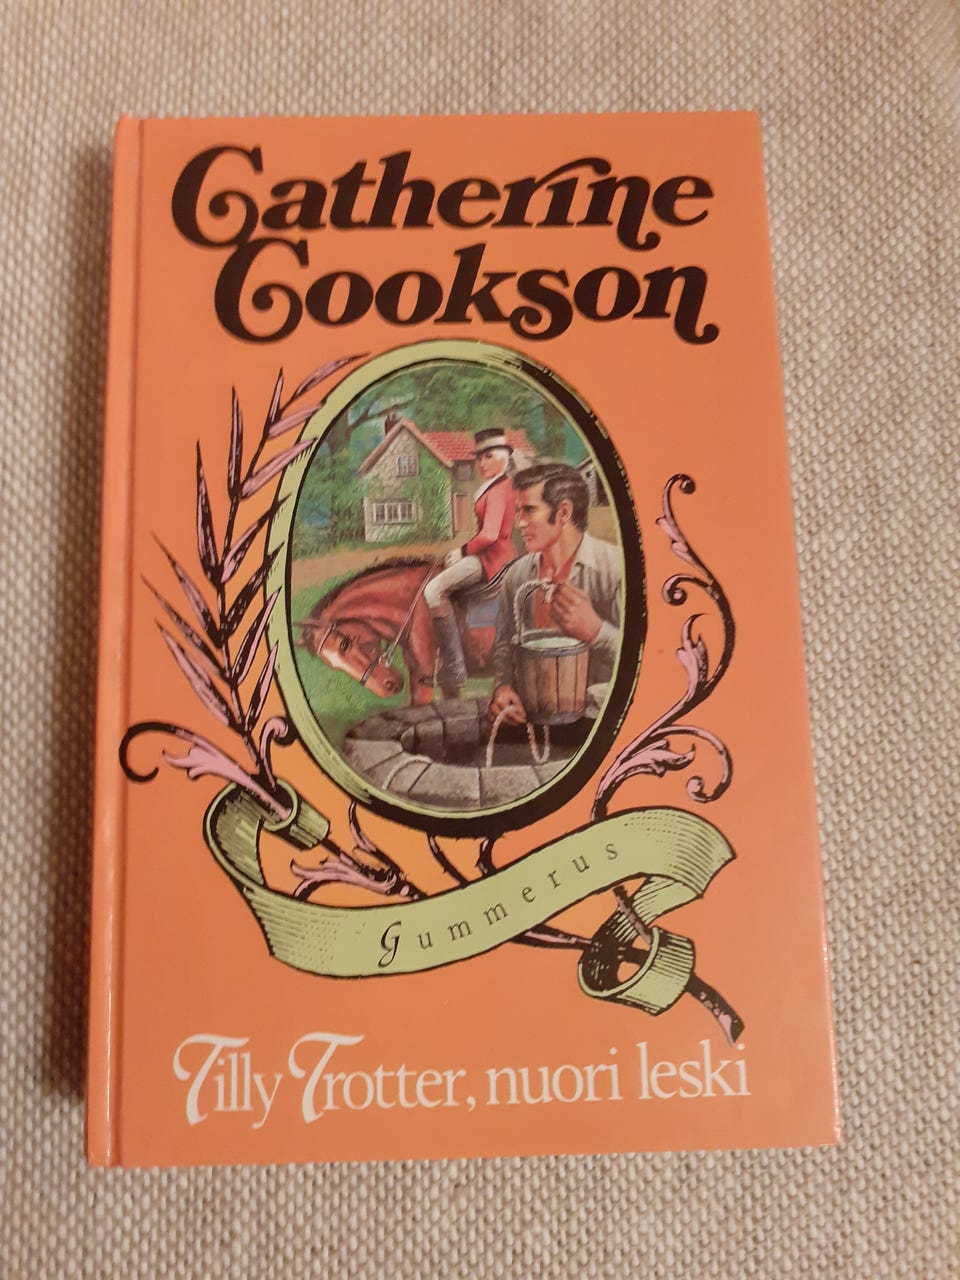 Catherine
Cookson
Gummerus
Tilly Trotter, nuori leski